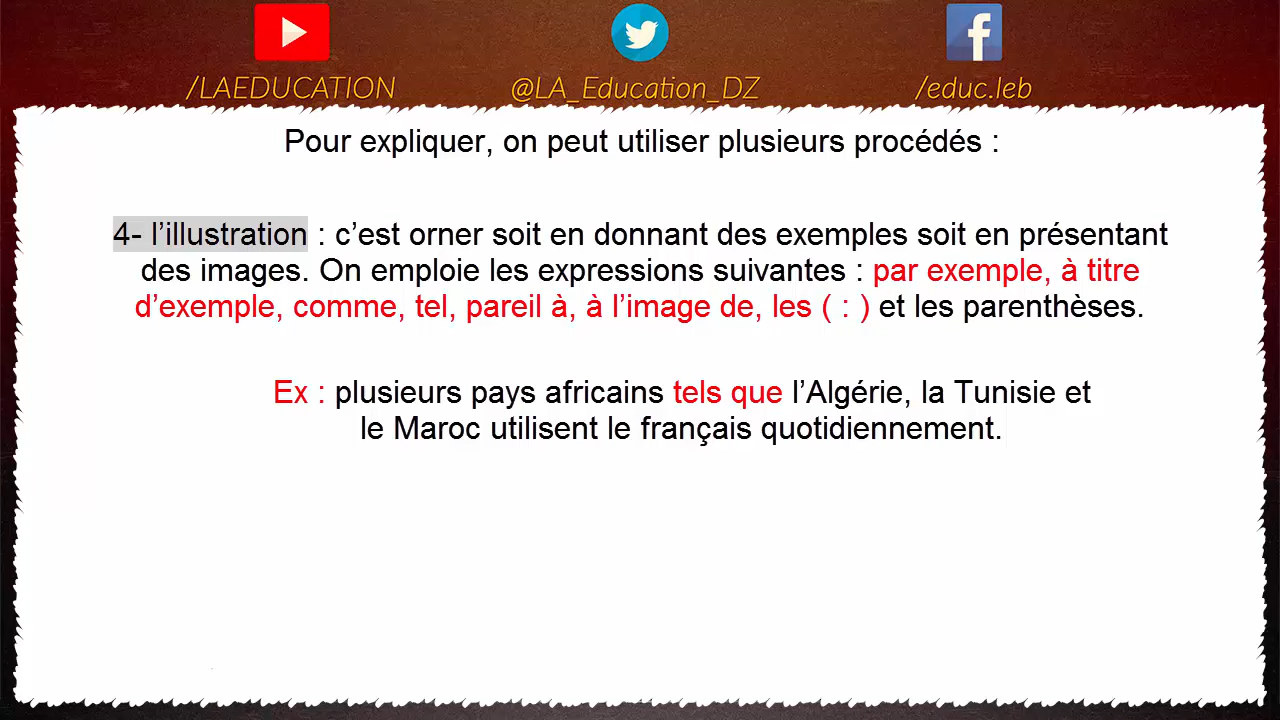 /LAEDUCATION
@LA_Education_DZ
/educ.leb
Pour expliquer, on peut utiliser plusieurs procédés :
4- l’illustration : c’est orner soit en donnant des exemples soit en présentant
des images. On emploie les expressions suivantes : par exemple, à titre
d’exemple, comme, tel, pareil à, à l’image de, les ( : ) et les parenthèses.
Ex : plusieurs pays africains tels que l’Algérie, la Tunisie et
le Maroc utilisent le français quotidiennement.